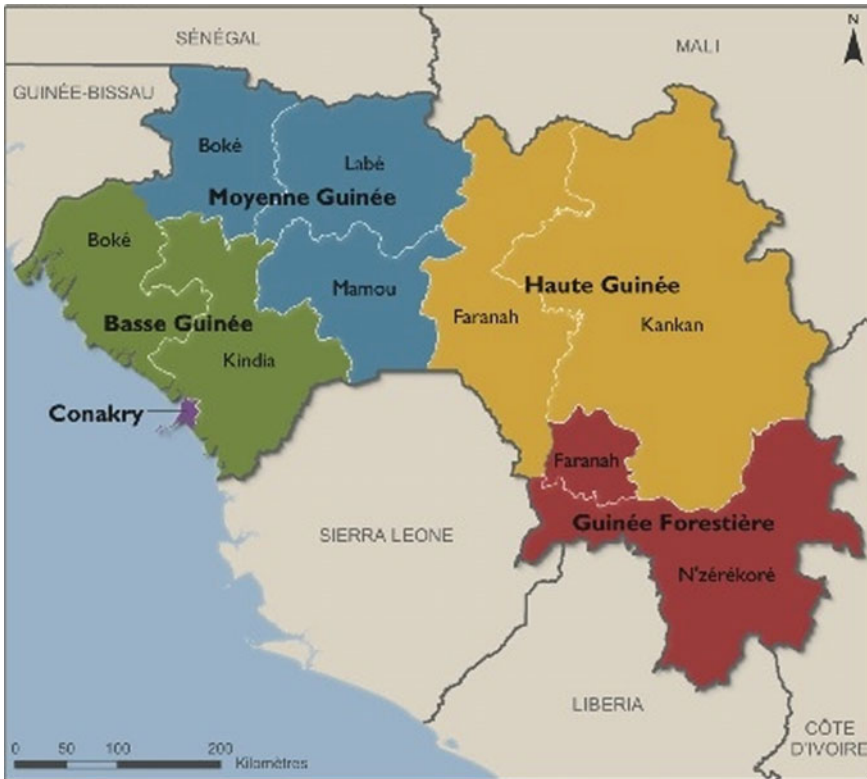 N
SÉNÉGAL
MALI
GUINÉE-BISSAU
Boké
Labé
Moyenne Guinée
Boké
Mamou
Haute Guinée
Faranah
Kankan
Basse Guinée
Kindia
Conakry
Faranah
Guinée Forestière
SIERRA LEONE
N'zérékoré
LIBERIA
CÔTE
D'IVOIRE
0 50 100 200
Kilomètres